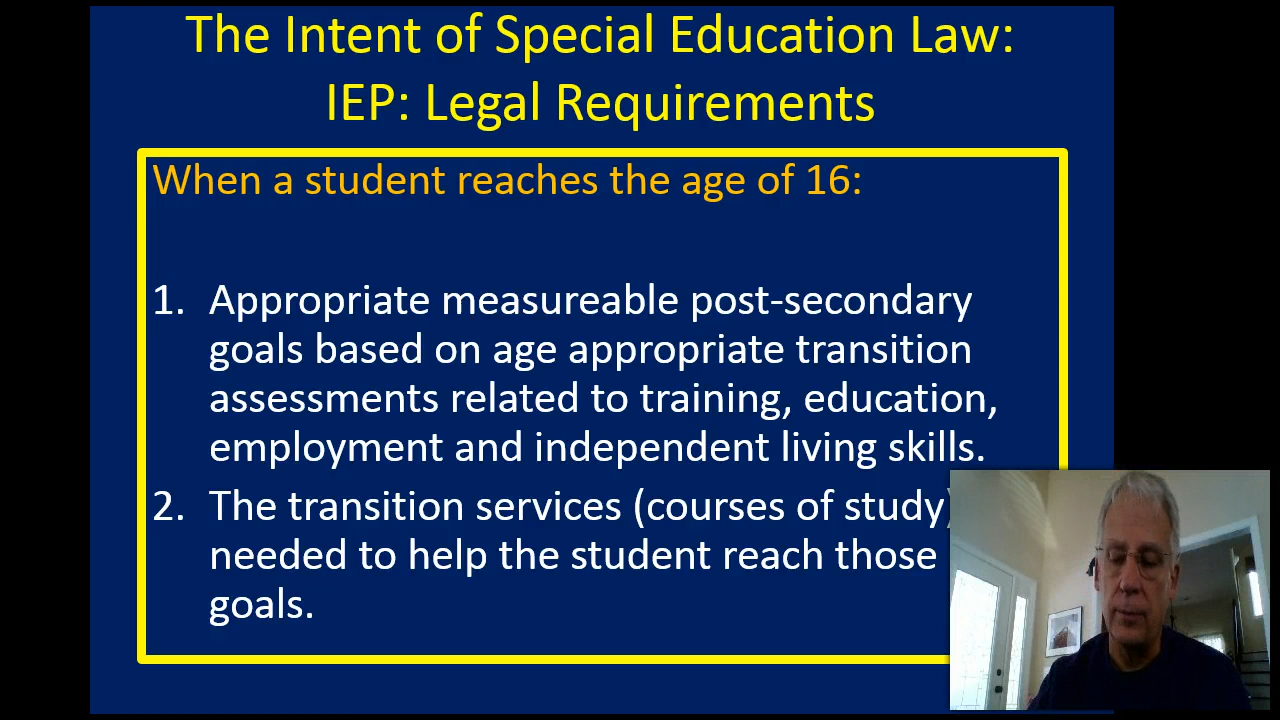 The Intent of Special Education Law:
IEP: Legal Requirements
When a student reaches the age of 16:
1. Appropriate measureable post-secondary
goals based on age appropriate transition
assessments related to training, education,
employment and independent living skills.
2. The transition services (courses of study)
needed to help the student reach those
goals.